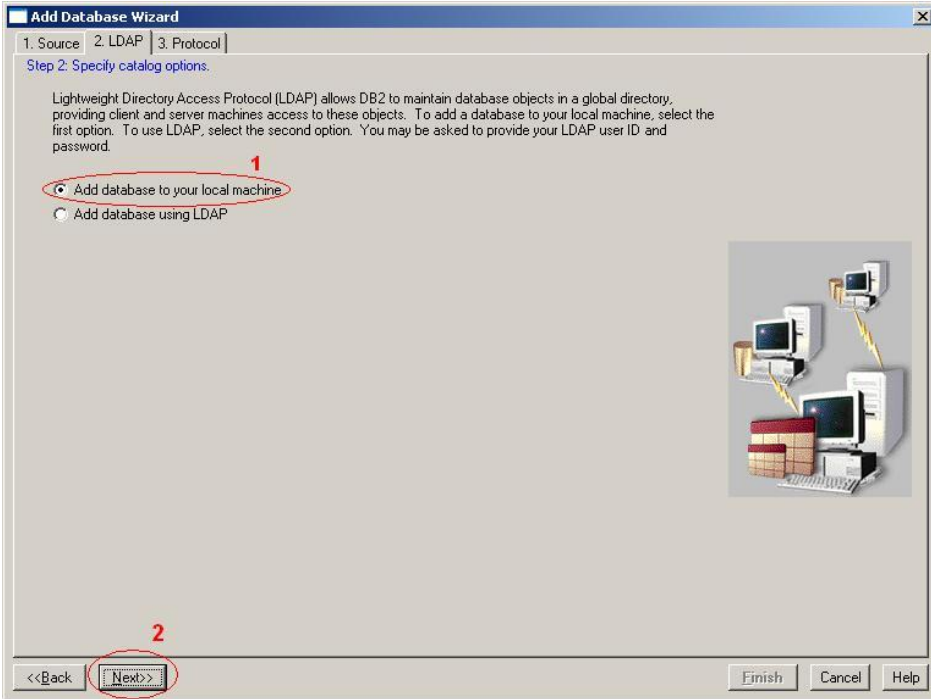 Add Database Wizard
1. Source 2. LDAP 3. Protocol
Step 2: Specify catalog options.
Lightweight Directory Access Protocol (LDAP) allows DB2 to maintain database objects in a global directory,
providing client and server machines access to these objects. To add a database to your local machine, select the
first option. To use LDAP, select the second option. You may be asked to provide your LDAP user ID and
password.
1
Add database to your local machine
Add database using LDAP
2
<<Back Next>> Finish Cancel Help